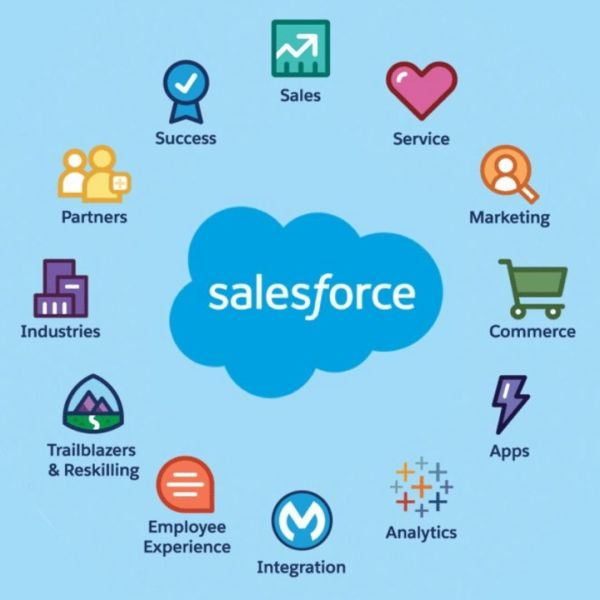 Sales
Success
Service
Partners
Marketing
salesforce
Industries
Commerce
Trailblazers
& Reskilling
Apps
Employee
Experience
Analytics
Integration